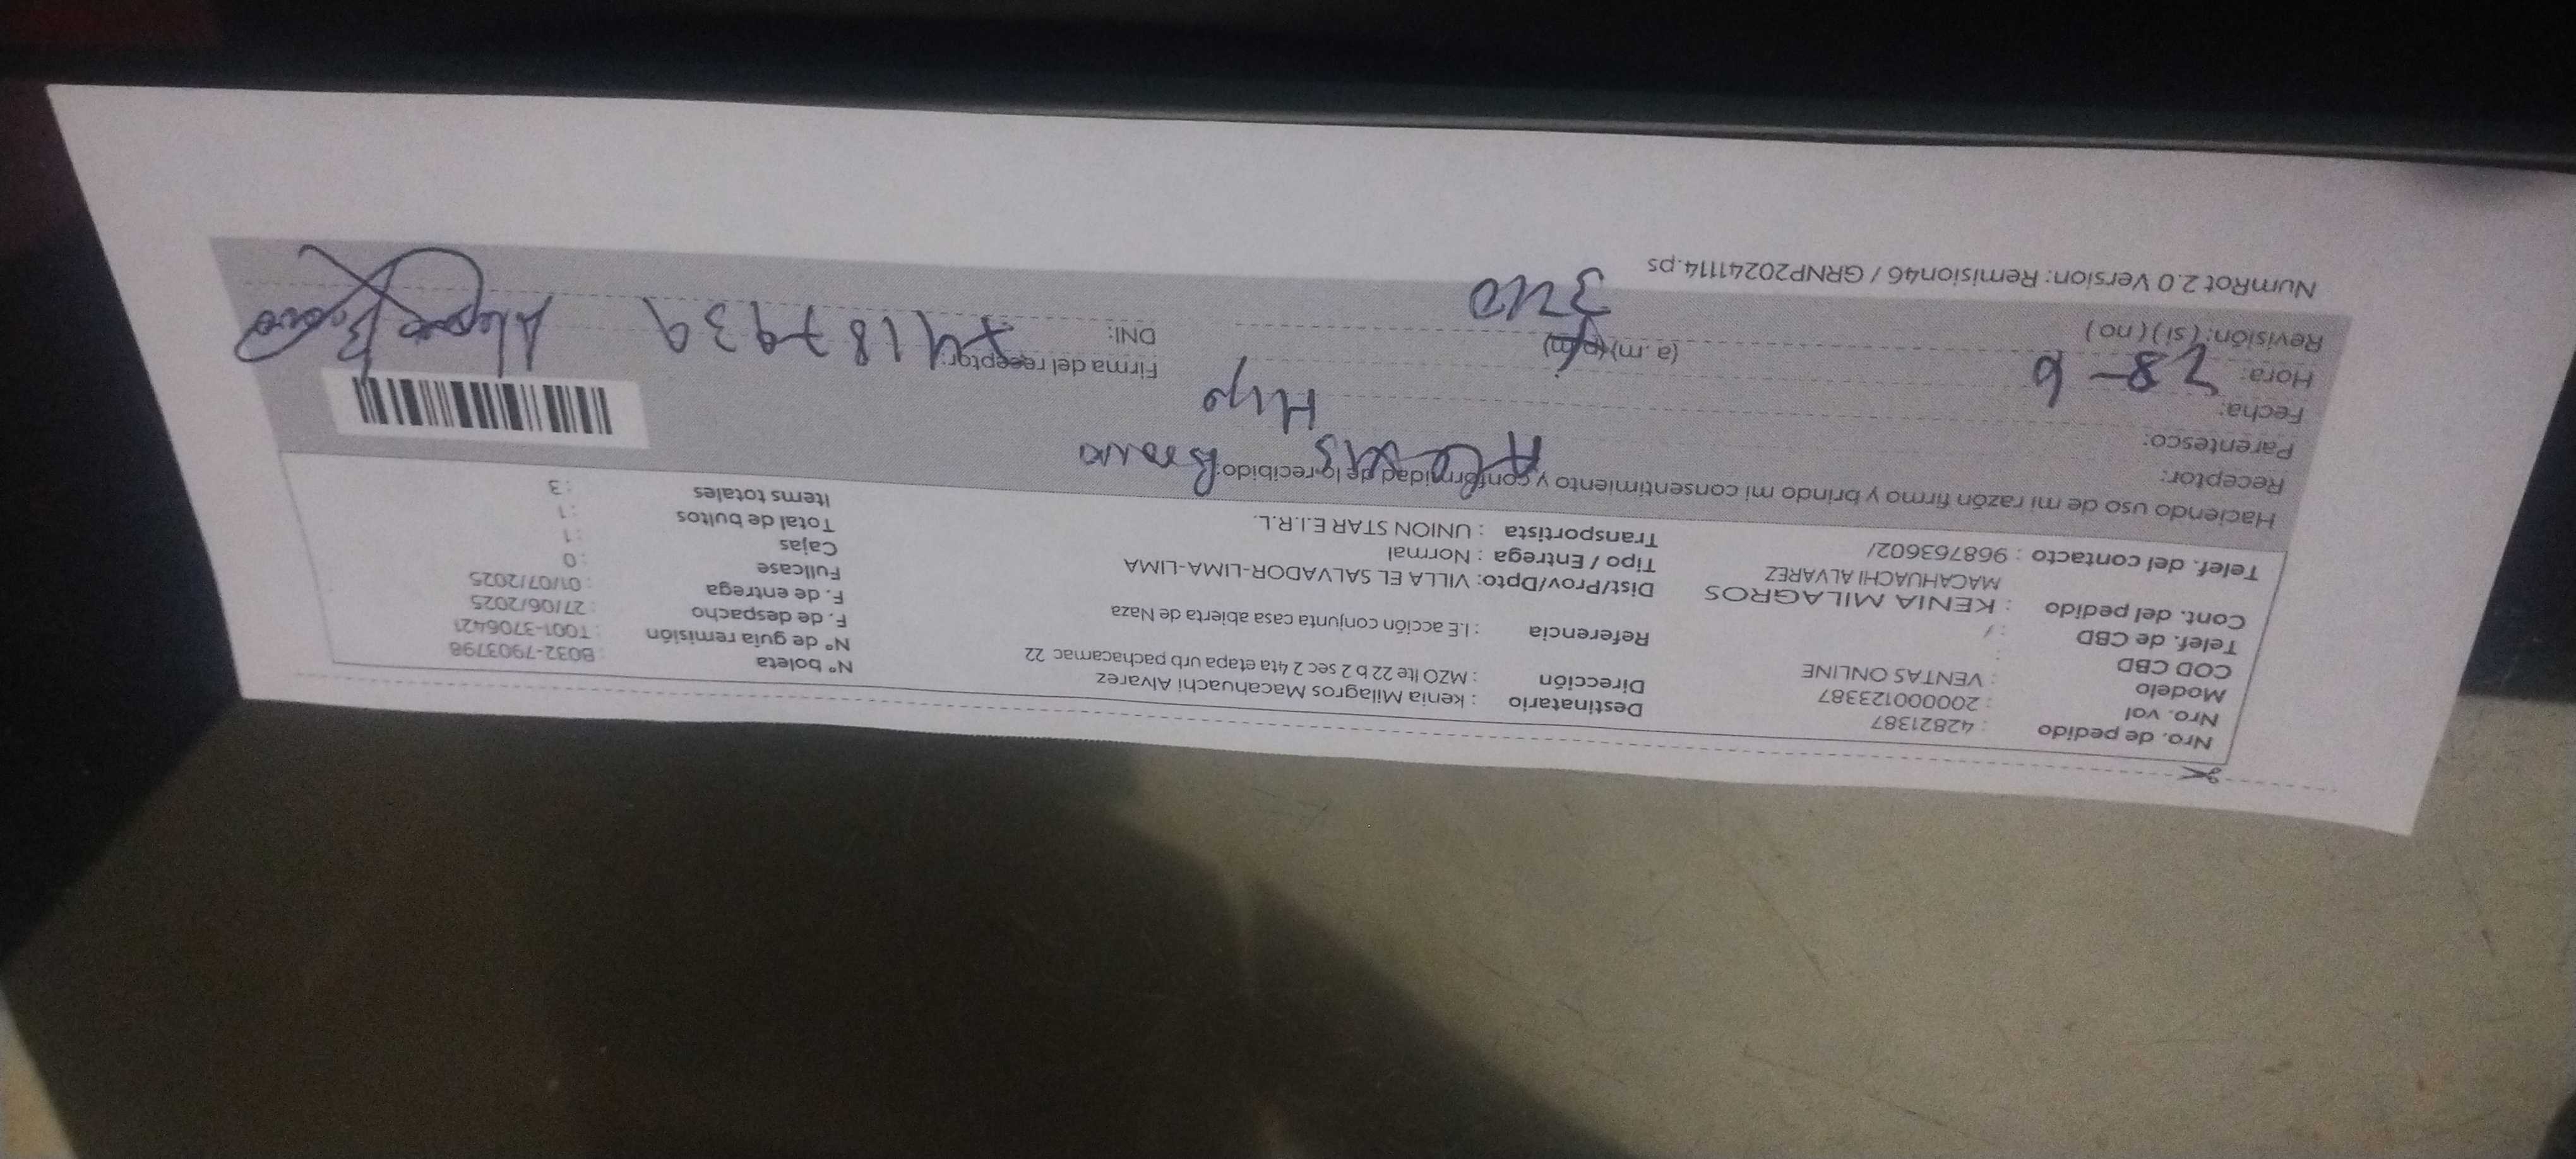 Nro. de pedido : 42821387
Nro. vol : 200000123387
Modelo : VENTAS ONLINE
COD CBD :
Telef. de CBD : /
Cont. del pedido : KENIA MILAGROS
MACAHUACHI ALVAREZ
Telef. del contacto : 968763602/
Destinatario : kenia Milagros Macahuachi Alvarez
Dirección : MZO lte 22 b 2 sec 2 4ta etapa urb pachacamac 22
Referencia : I.E acción conjunta casa abierta de Naza
Dist/Prov/Dpto: VILLA EL SALVADOR-LIMA-LIMA
Tipo / Entrega : Normal
Transportista : UNION STAR E.I.R.L.
Nº boleta : B032-7903798
Nº de guía remisión : T001-3706421
F. de despacho : 27/06/2025
F. de entrega : 01/07/2025
Fullcase : 0
Cajas : 1
Total de bultos : 1
Items totales : 3
Haciendo uso de mi razón firmo y brindo mi consentimiento y conformidad de lo recibido:
Receptor: Bravo
Parentesco: Hijo
Fecha: 28-6
Hora: (a.m) (p.m)
Revisión: (si) (no)
Firma del receptor:
DNI: 74187939
NumRot 2.0 Version: Remision46 / GRNP20241114.ps